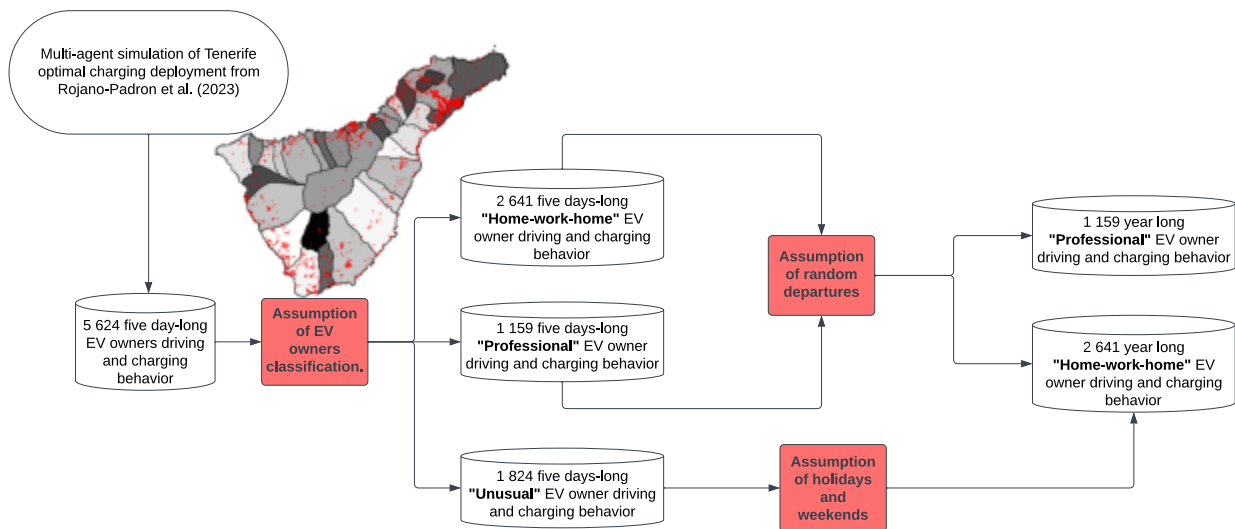 Multi-agent simulation of Tenerife
optimal charging deployment from
Rojano-Padron et al. (2023)
5 624 five day-long
EV owners driving
and charging
behavior
Assumption
of EV
owners
classification.
2 641 five days-long
"Home-work-home" EV
owner driving and charging
behavior
1 159 five days-long
"Professional" EV owner
driving and charging behavior
1 824 five days-long
"Unusual" EV owner driving
and charging behavior
Assumption
of random
departures
Assumption
of holidays
and
weekends
1 159 year long
"Professional" EV owner
driving and charging behavior
2 641 year long
"Home-work-home" EV
owner driving and charging
behavior